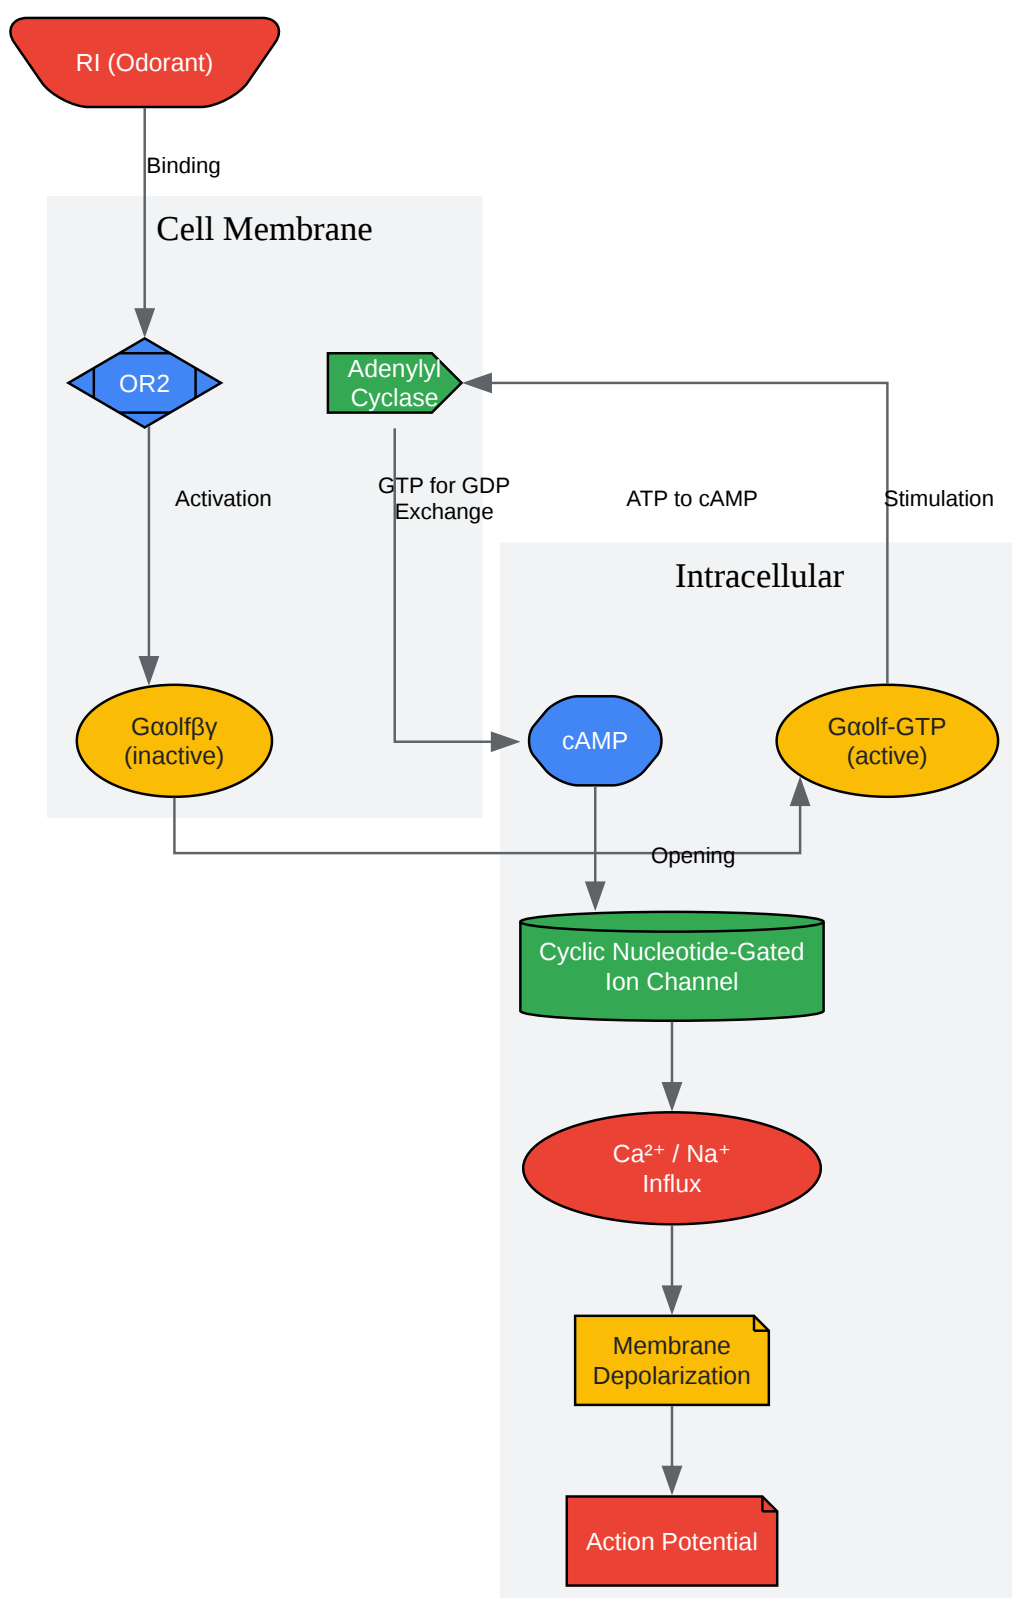 RI (Odorant)
Binding
Cell Membrane
OR2
Adenylyl
Cyclase
Activation
GTP for GDP
Exchange
ATP to cAMP
Stimulation
Intracellular
Gαolfβγ
(inactive)
cAMP
Gαolf-GTP
(active)
Opening
Cyclic Nucleotide-Gated
Ion Channel
Ca²⁺ / Na⁺
Influx
Membrane
Depolarization
Action Potential